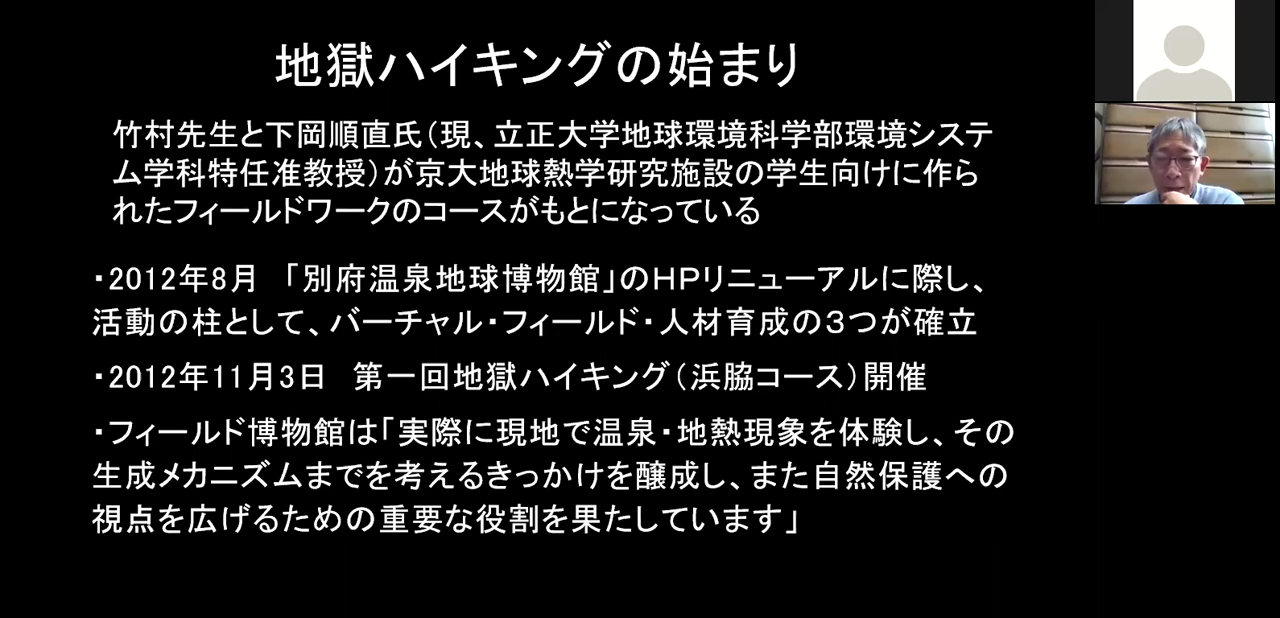 地獄ハイキングの始まり
竹村先生と下岡順直氏（現、立正大学地球環境科学部環境システ
ム学科特任准教授）が京大地球熱学研究施設の学生向けに作ら
れたフィールドワークのコースがもとになっている
・2012年8月　「別府温泉地球博物館」のHPリニューアルに際し、
活動の柱として、バーチャル・フィールド・人材育成の３つが確立
・2012年11月3日　第一回地獄ハイキング（浜脇コース）開催
・フィールド博物館は「実際に現地で温泉・地熱現象を体験し、その
生成メカニズムまでを考えるきっかけを醸成し、また自然保護への
視点を広げるための重要な役割を果たしています」